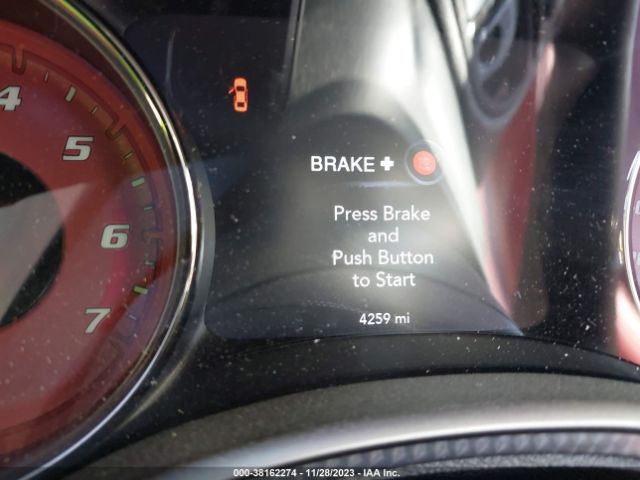 4
5
6
7
BRAKE +
Press Brake
and
Push Button
to Start
4259 mi
000-38162274 - 11/28/2023 - IAA Inc.